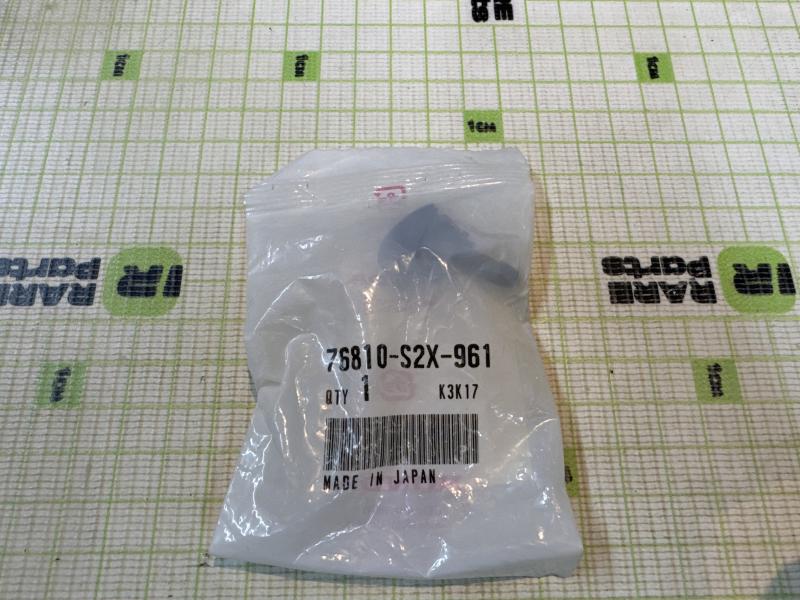 1CM
1CM
1CM
1CM
RARE
Parts
IR
RARE
Parts
IR
76810-S2X-961
QTY 1
K3K17
1CM
1CM
MADE IN JAPAN